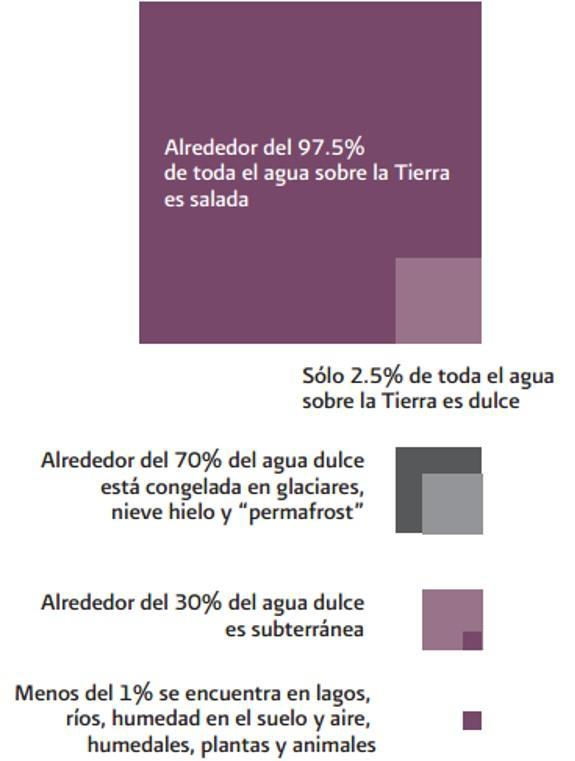 Alrededor del 97.5%
de toda el agua sobre la Tierra
es salada
Sólo 2.5% de toda el agua
sobre la Tierra es dulce
Alrededor del 70% del agua dulce
está congelada en glaciares,
nieve hielo y “permafrost”
Alrededor del 30% del agua dulce
es subterránea
Menos del 1% se encuentra en lagos,
ríos, humedad en el suelo y aire,
humedales, plantas y animales